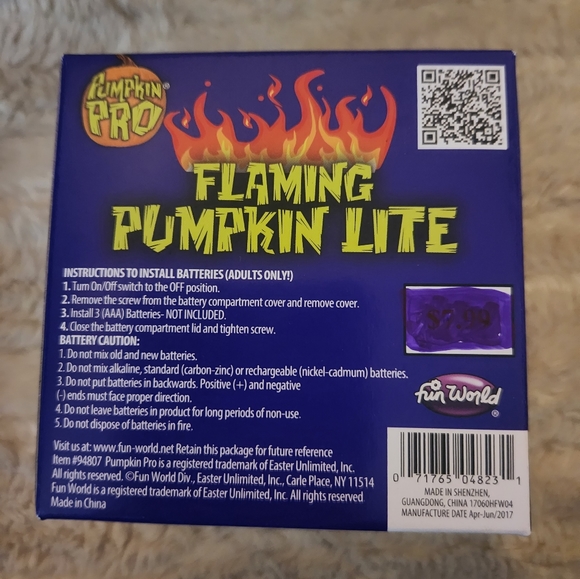 PUMPKIN®
PRO
FLAMING
PUMPKIN LITE
INSTRUCTIONS TO INSTALL BATTERIES (ADULTS ONLY!)
1. Turn On/Off switch to the OFF position.
2. Remove the screw from the battery compartment cover and remove cover.
3. Install 3 (AAA) Batteries- NOT INCLUDED.
4. Close the battery compartment lid and tighten screw.
BATTERY CAUTION:
1. Do not mix old and new batteries.
2. Do not mix alkaline, standard (carbon-zinc) or rechargeable (nickel-cadmum) batteries.
3. Do not put batteries in backwards. Positive (+) and negative
(-) ends must face proper direction.
4. Do not leave batteries in product for long periods of non-use.
5. Do not dispose of batteries in fire.
Visit us at: www.fun-world.net Retain this package for future reference
Item #94807 Pumpkin Pro is a registered trademark of Easter Unlimited, Inc.
All rights reserved. ©Fun World Div., Easter Unlimited, Inc., Carle Place, NY 11514
Fun World is a registered trademark of Easter Unlimited, Inc. All rights reserved
Made in China
$7.99
fun World®
0 71765 04823 1
MADE IN SHENZHEN,
GUANGDONG, CHINA 17060HFW04
MANUFACTURE DATE Apr-Jun/2017